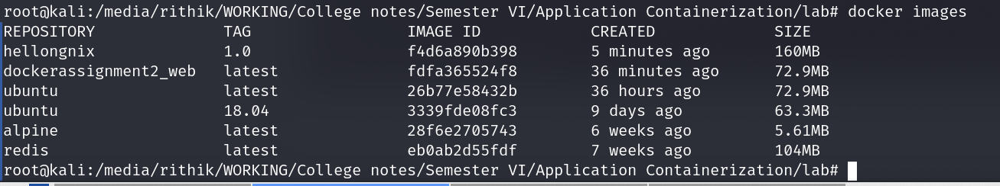 root@kali:/media/rithik/WORKING/College notes/Semester VI/Application Containerization/lab# docker images
REPOSITORY TAG IMAGE ID CREATED SIZE
hellongnix 1.0 f4d6a890b398 5 minutes ago 160MB
dockerassignment2_web latest fdfa365524f8 36 minutes ago 72.9MB
ubuntu latest 26b77e58432b 36 hours ago 72.9MB
ubuntu 18.04 3339fde08fc3 9 days ago 63.3MB
alpine latest 28f6e2705743 6 weeks ago 5.61MB
redis latest eb0ab2d55fdf 7 weeks ago 104MB
root@kali:/media/rithik/WORKING/College notes/Semester VI/Application Containerization/lab#